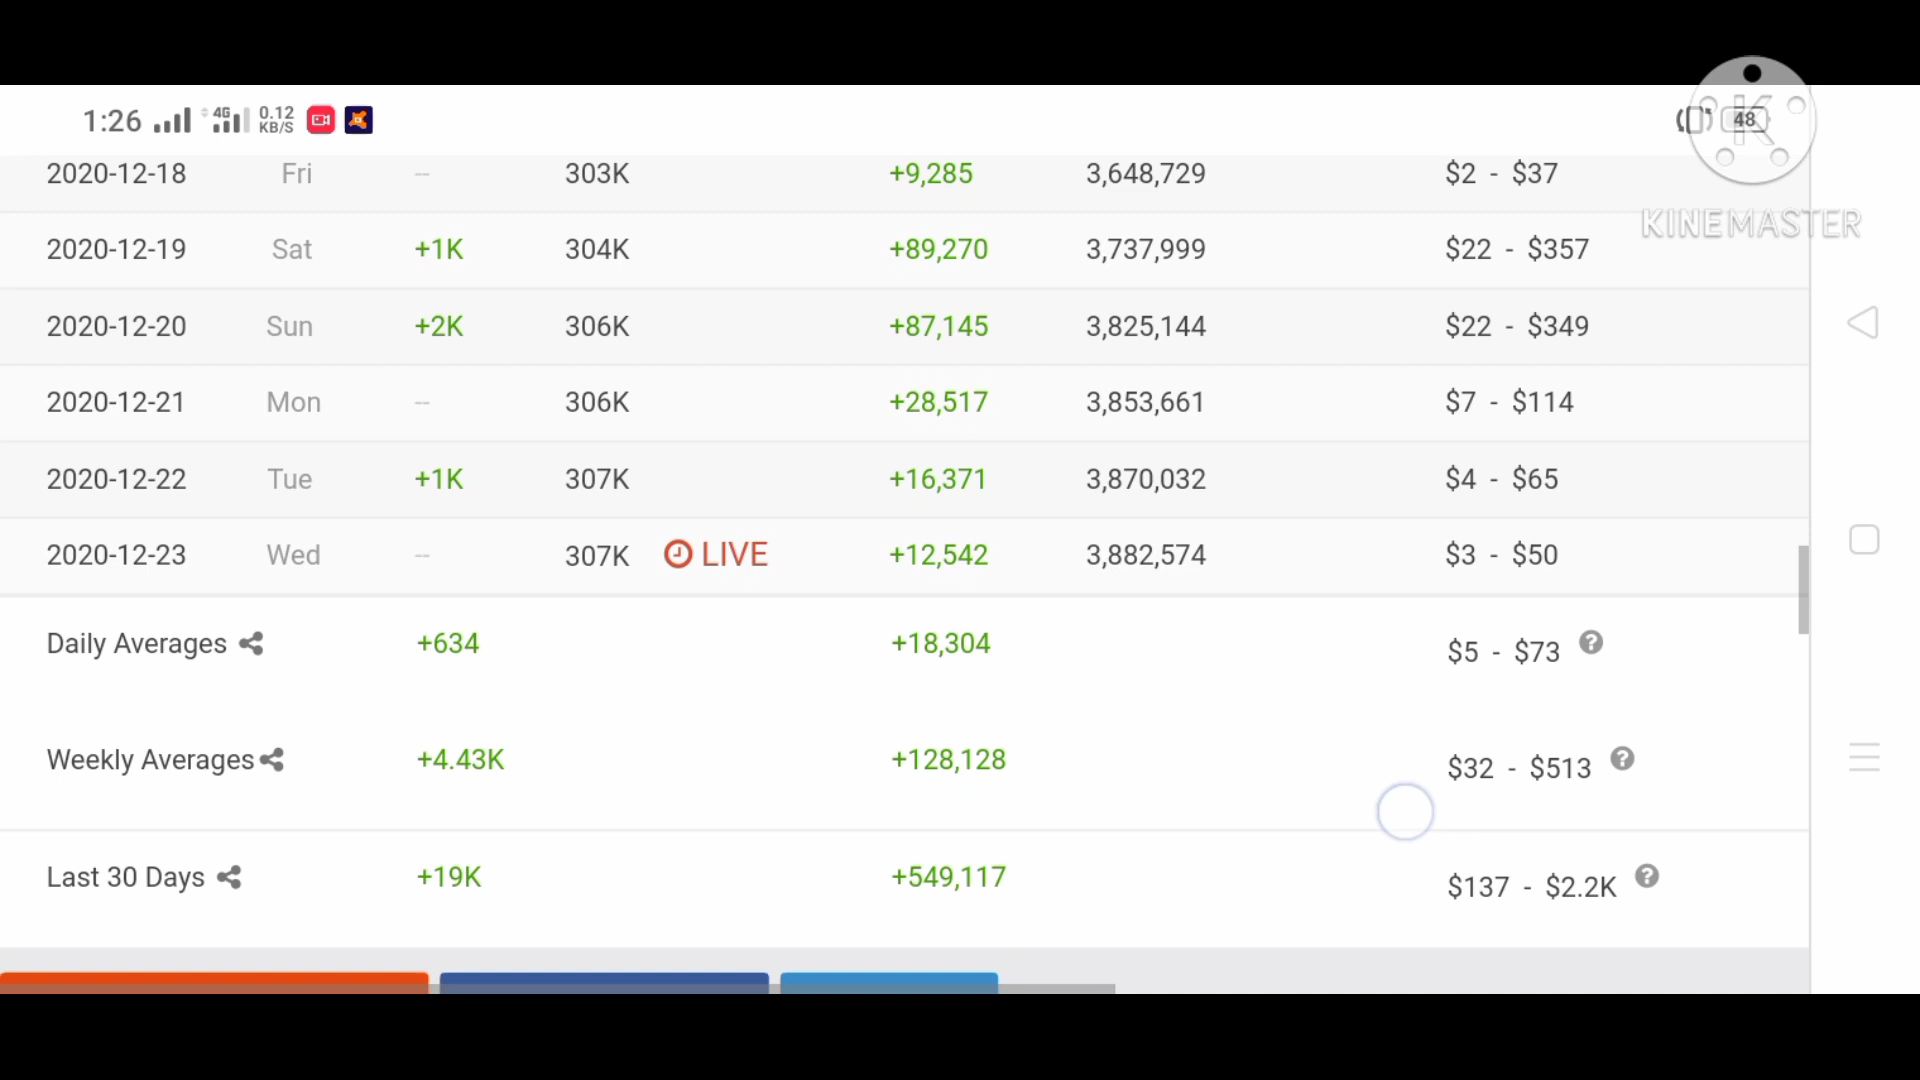 1:26 4G 0.12 KB/S 48
KINEMASTER
2020-12-18 Fri -- 303K +9,285 3,648,729 $2 - $37
2020-12-19 Sat +1K 304K +89,270 3,737,999 $22 - $357
2020-12-20 Sun +2K 306K +87,145 3,825,144 $22 - $349
2020-12-21 Mon -- 306K +28,517 3,853,661 $7 - $114
2020-12-22 Tue +1K 307K +16,371 3,870,032 $4 - $65
2020-12-23 Wed -- 307K LIVE +12,542 3,882,574 $3 - $50
Daily Averages +634 +18,304 $5 - $73 ?
Weekly Averages +4.43K +128,128 $32 - $513 ?
Last 30 Days +19K +549,117 $137 - $2.2K ?